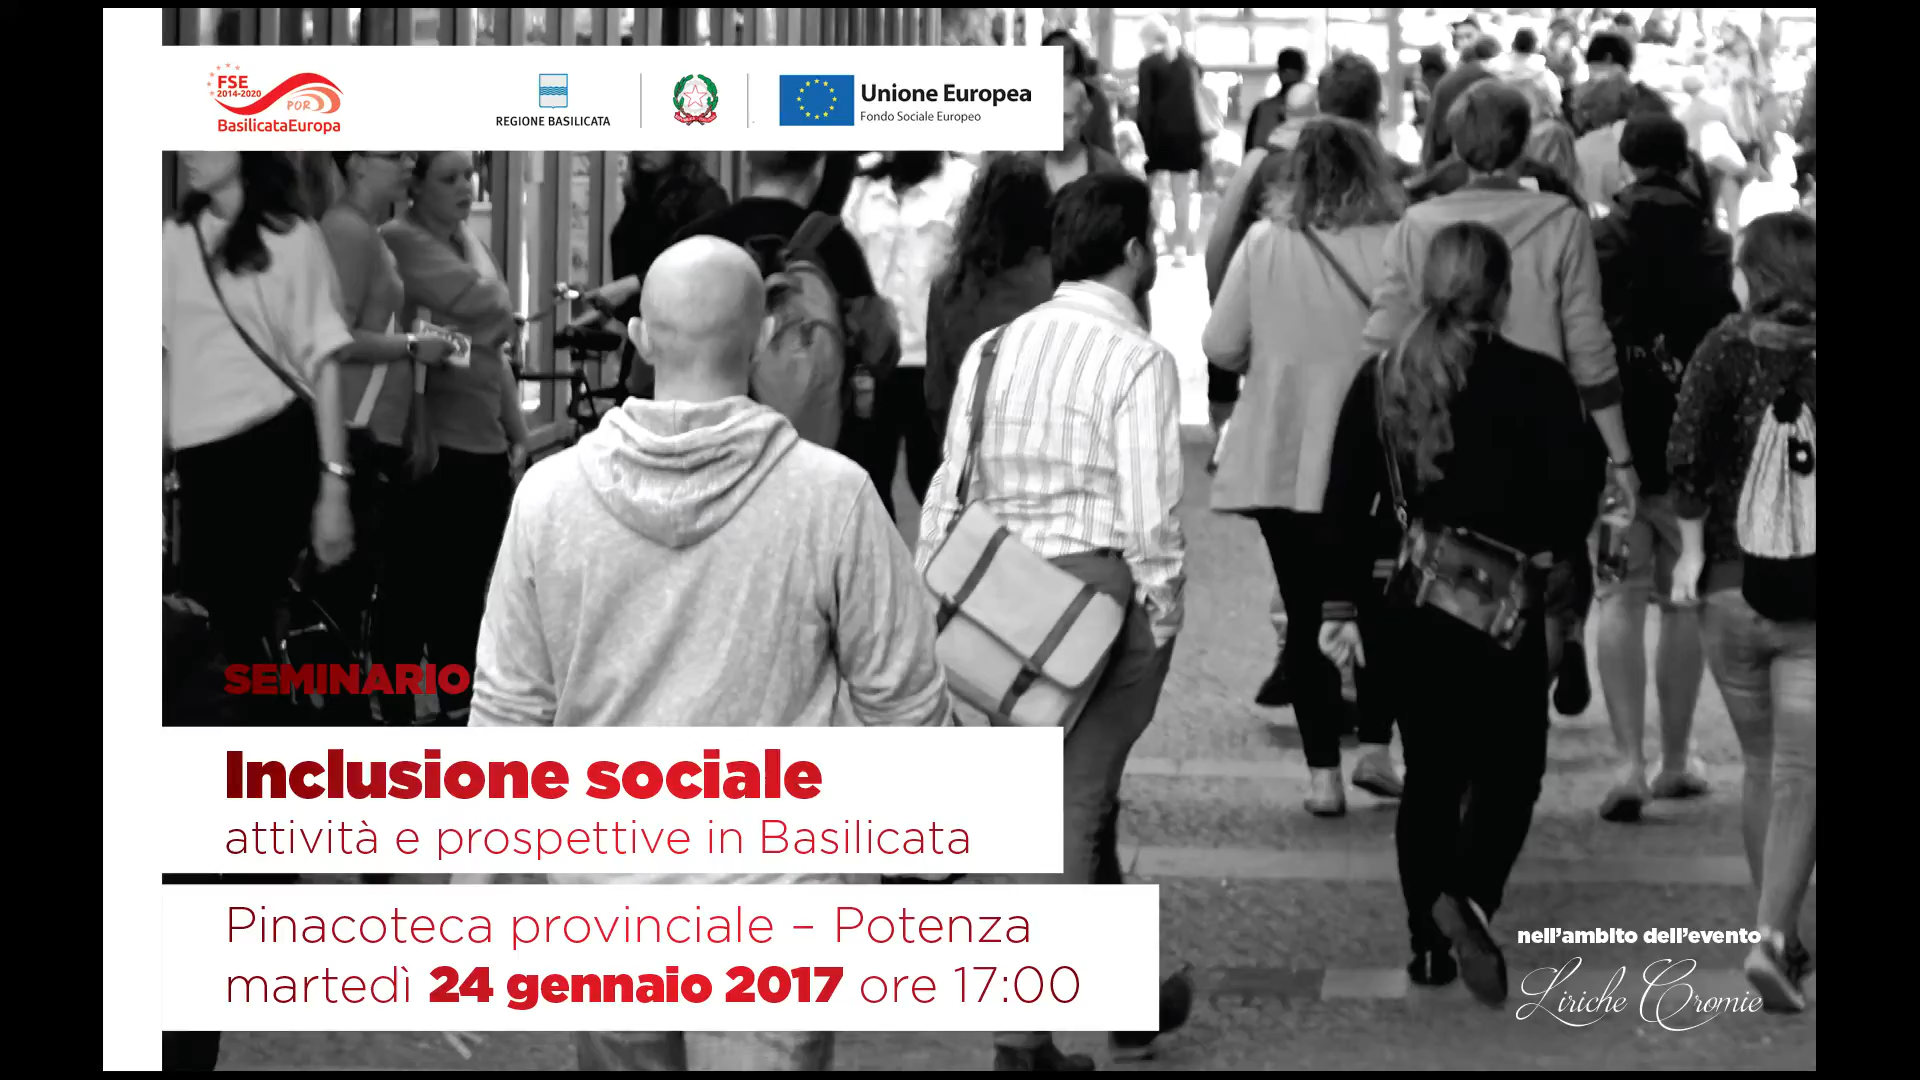 FSE
2014-2020
POR
BasilicataEuropa
REGIONE BASILICATA
Unione Europea
Fondo Sociale Europeo
SEMINARIO
Inclusione sociale
attività e prospettive in Basilicata
Pinacoteca provinciale – Potenza
martedì 24 gennaio 2017 ore 17:00
nell'ambito dell'evento
Liriche Cromie